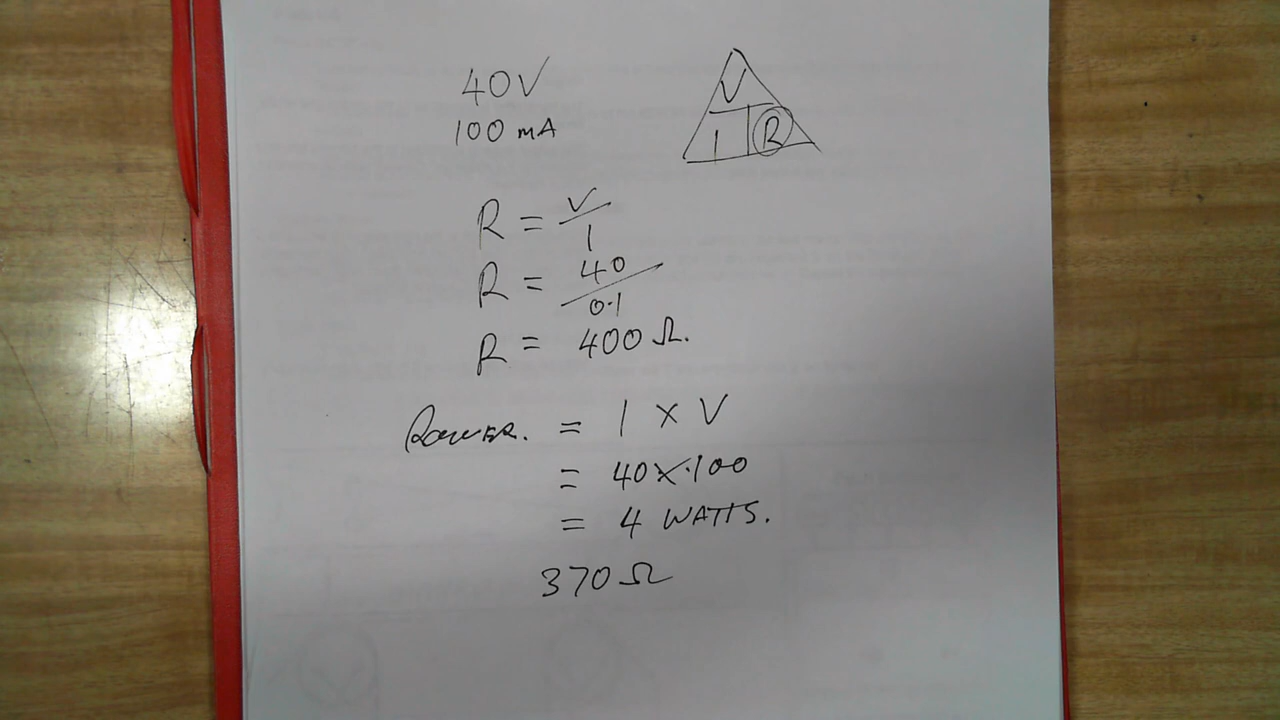 40V
100 mA
V
I R
R = V/I
R = 40/0.1
R = 400 Ω.
POWER. = I × V
= 40 × .100
= 4 WATTS.
370 Ω